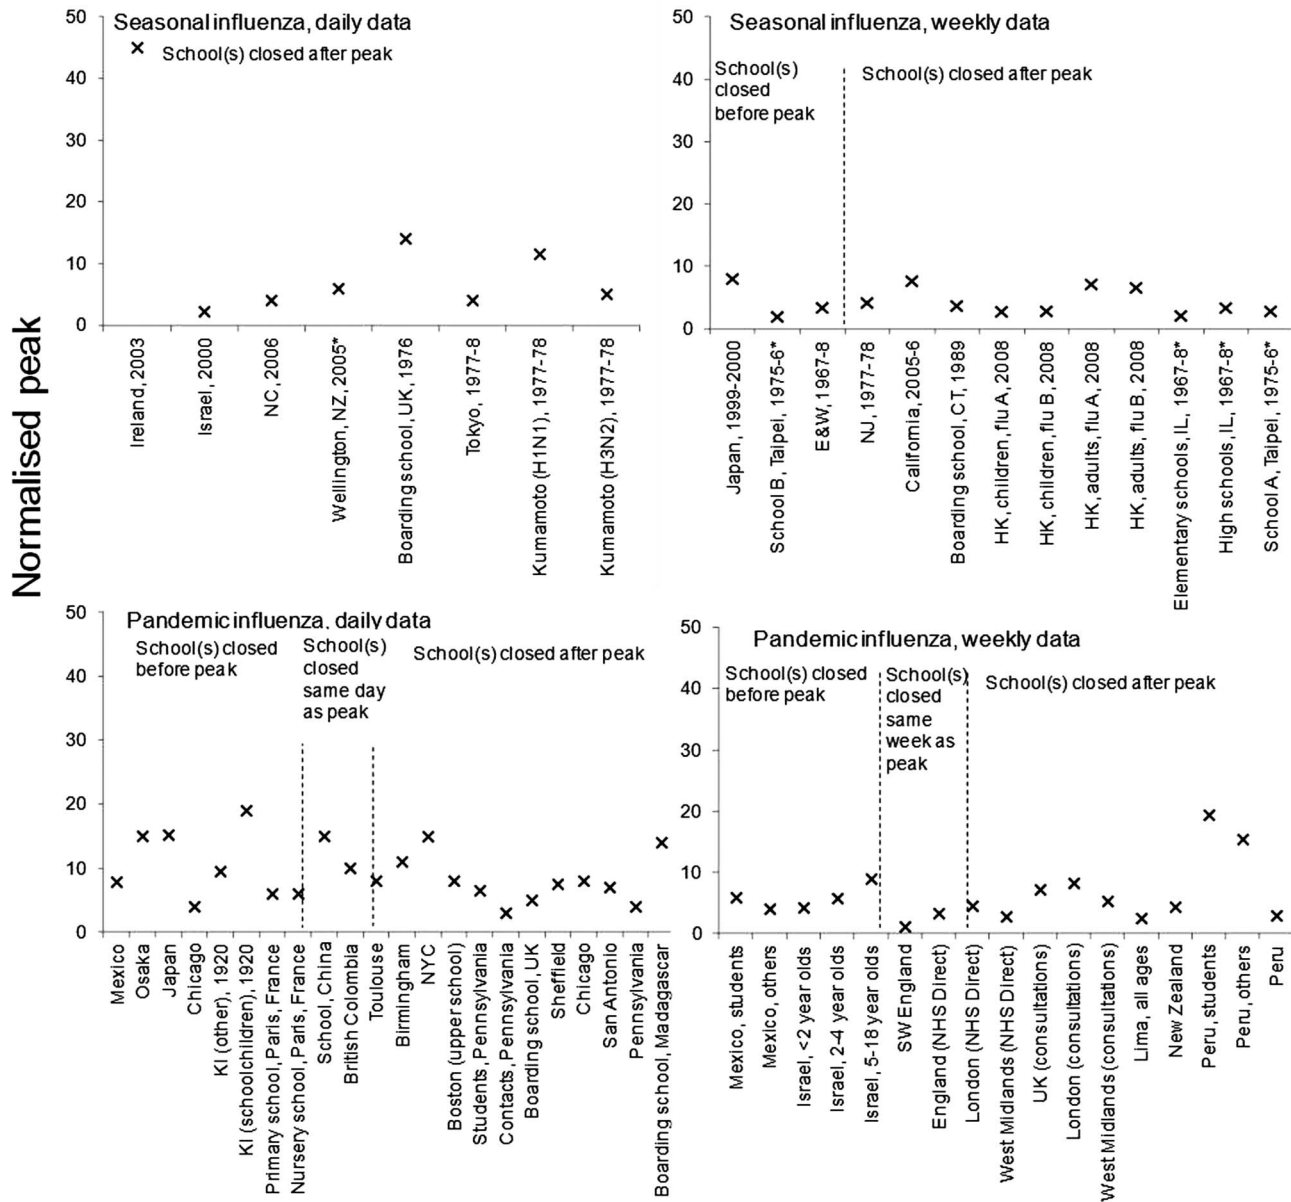 Normalised peak
Seasonal influenza, daily data
School(s) closed after peak
50
40
30
20
10
0
Ireland, 2003
Israel, 2000
NC, 2006
Wellington, NZ, 2005*
Boarding school, UK, 1976
Tokyo, 1977-8
Kumamoto (H1N1), 1977-78
Kumamoto (H3N2), 1977-78
Seasonal influenza, weekly data
School(s)
closed
before peak
School(s) closed after peak
50
40
30
20
10
0
Japan, 1999-2000
School B, Taipei, 1975-6*
E&W, 1967-8
NJ, 1977-78
California, 2005-6
Boarding school, CT, 1989
HK, children, flu A, 2008
HK, children, flu B, 2008
HK, adults, flu A, 2008
HK, adults, flu B, 2008
Elementary schools, IL, 1967-8*
High schools, IL, 1967-8*
School A, Taipei, 1975-6*
Pandemic influenza, daily data
School(s) closed
before peak
School(s)
closed
same day
as peak
School(s) closed after peak
50
40
30
20
10
0
Mexico
Osaka
Japan
Chicago
KI (other), 1920
KI (schoolchildren), 1920
Primary school, Paris, France
Nursery school, Paris, France
School, China
British Colombia
Toulouse
Birmingham
NYC
Boston (upper school)
Students, Pennsylvania
Contacts, Pennsylvania
Boarding school, UK
Sheffield
Chicago
San Antonio
Pennsylvania
Boarding school, Madagascar
Pandemic influenza, weekly data
School(s) closed
before peak
School(s)
closed
same
week as
peak
School(s) closed after peak
50
40
30
20
10
0
Mexico, students
Mexico, others
Israel, <2 year olds
Israel, 2-4 year olds
Israel, 5-18 year olds
SW England
England (NHS Direct)
London (NHS Direct)
West Midlands (NHS Direct)
UK (consultations)
London (consultations)
West Midlands (consultations)
Lima, all ages
New Zealand
Peru, students
Peru, others
Peru